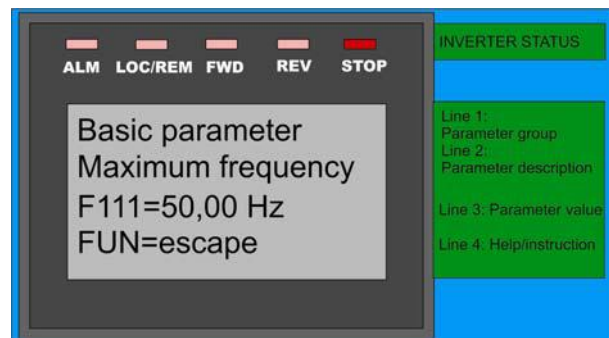 ALM LOC/REM FWD REV STOP
Basic parameter
Maximum frequency
F111=50,00 Hz
FUN=escape
INVERTER STATUS
Line 1:
Parameter group
Line 2:
Parameter description
Line 3: Parameter value
Line 4: Help/instruction